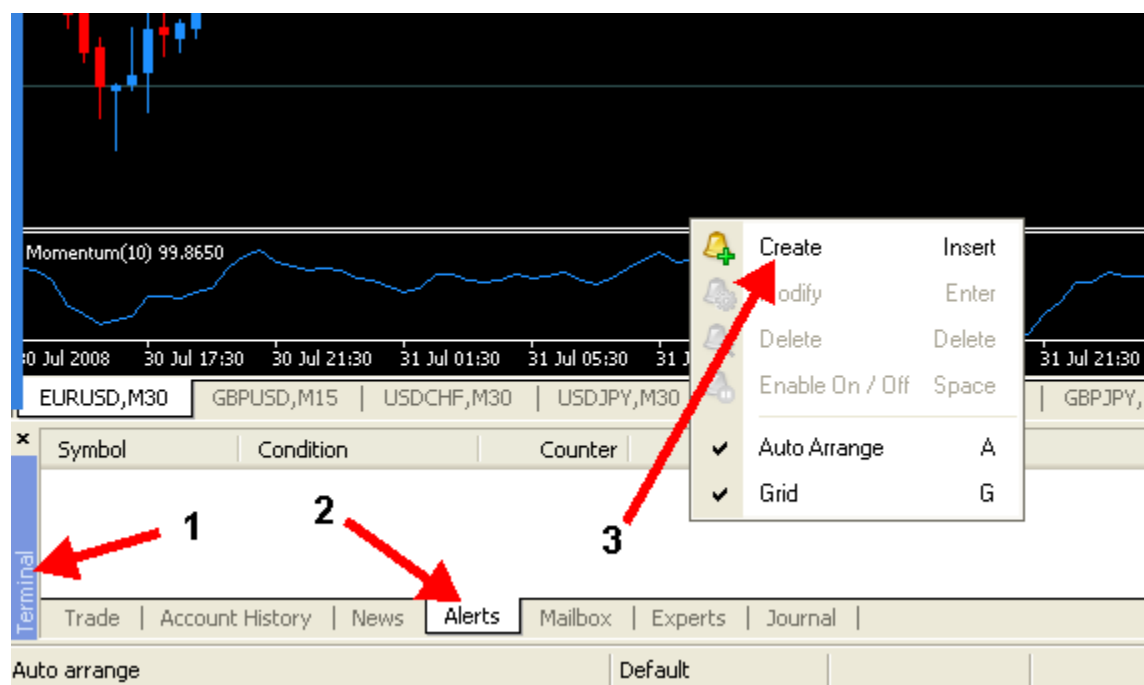 Momentum(10) 99.8650
Create Insert
Enter
Delete Delete
Enable On / Off Space
Auto Arrange A
Grid G
Jul 2008 30 Jul 17:30 30 Jul 21:30 31 Jul 01:30 31 Jul 05:30 31 31 Jul 21:30
EURUSD,M30 GBPUSD,M15 | USDCHF,M30 | USDJPY,M30 | GBPJPY,
Symbol Condition Counter
1
2
3
Terminal
Trade | Account History | News Alerts Mailbox | Experts | Journal |
Auto arrange Default